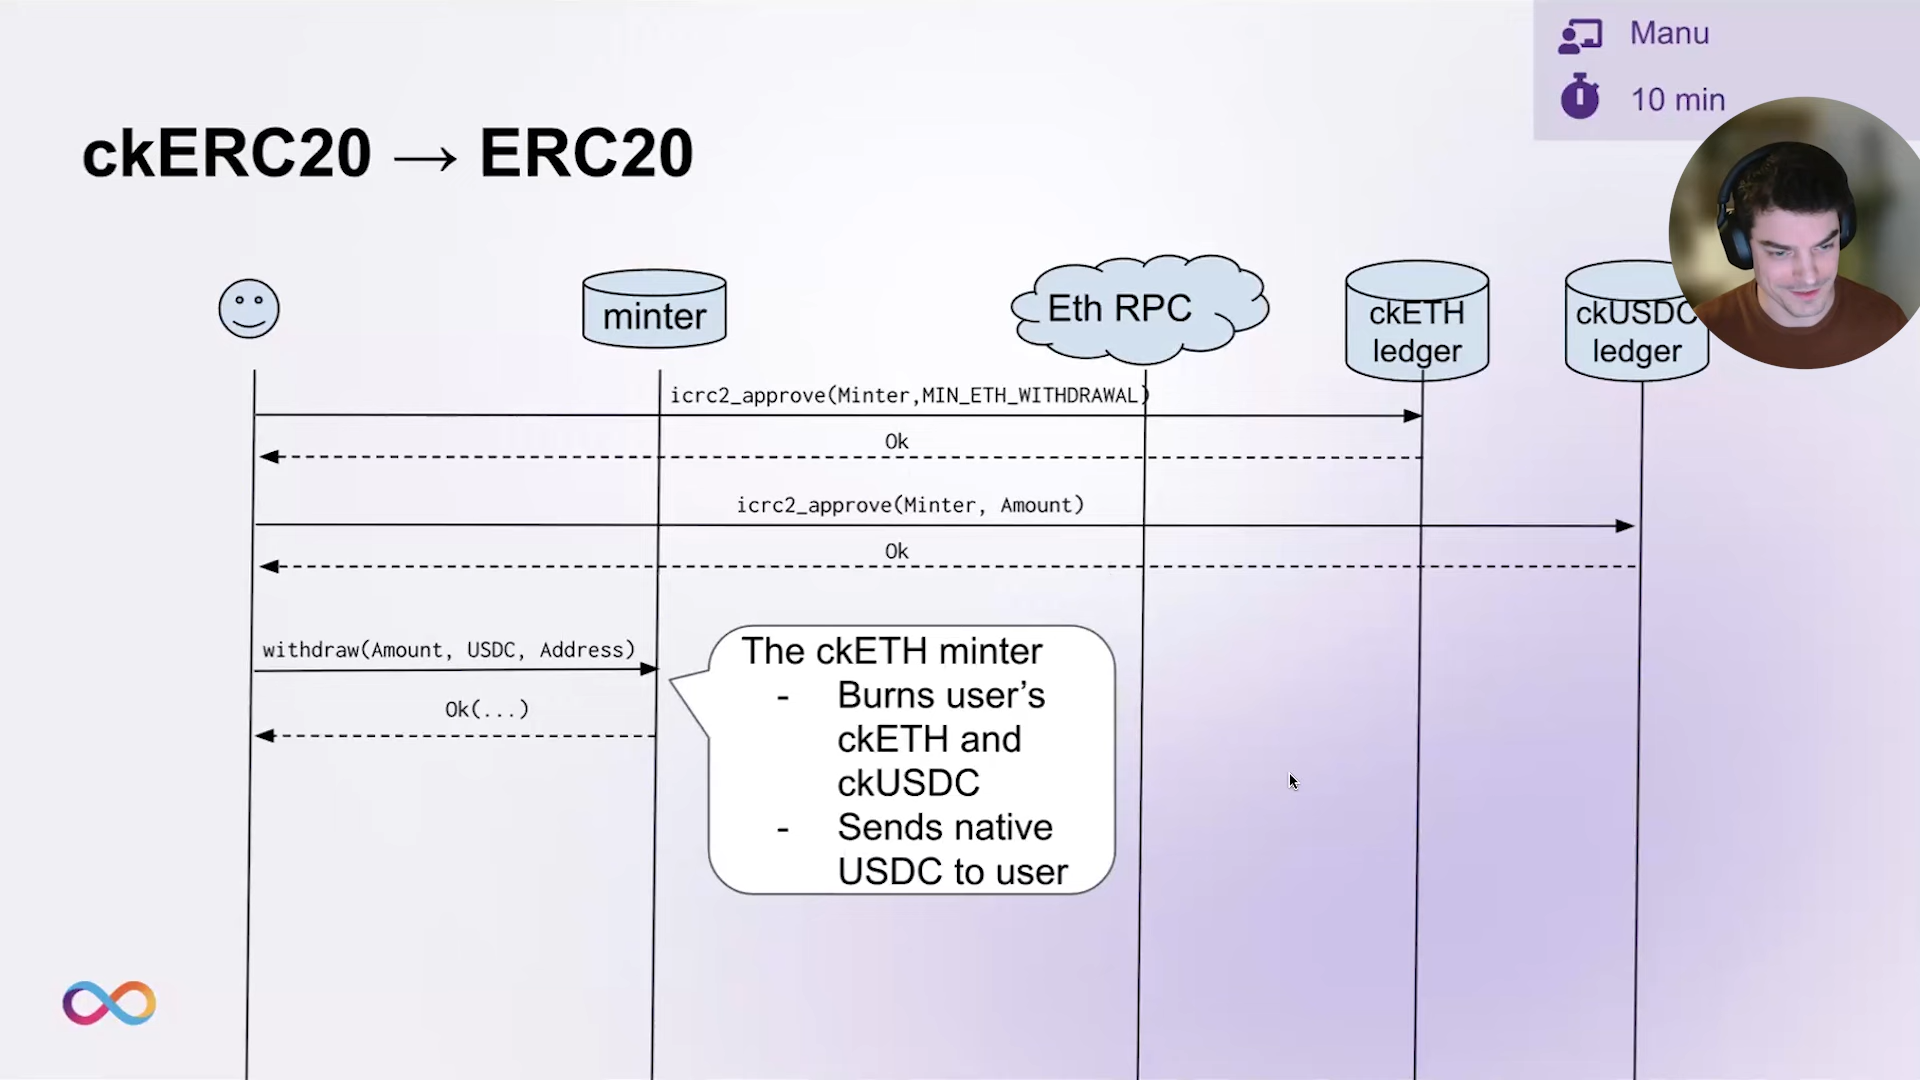 Manu
10 min
ckERC20 → ERC20
minter
Eth RPC
ckETH
ledger
ckUSDC
ledger
icrc2_approve(Minter,MIN_ETH_WITHDRAWAL)
Ok
icrc2_approve(Minter, Amount)
Ok
withdraw(Amount, USDC, Address)
Ok(...)
The ckETH minter
- Burns user’s
ckETH and
ckUSDC
- Sends native
USDC to user